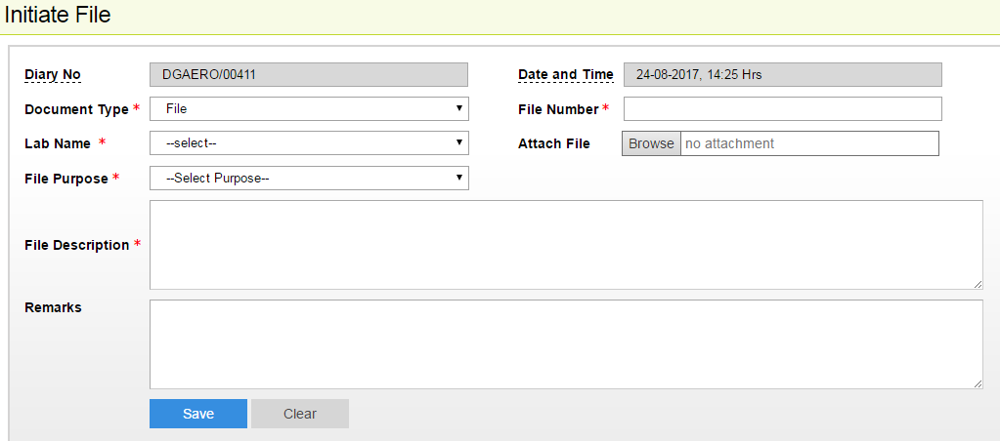 Initiate File
Diary No DGAERO/00411 Date and Time 24-08-2017, 14:25 Hrs
Document Type * File File Number *
Lab Name * --select-- Attach File Browse no attachment
File Purpose * --Select Purpose--
File Description *
Remarks
Save Clear